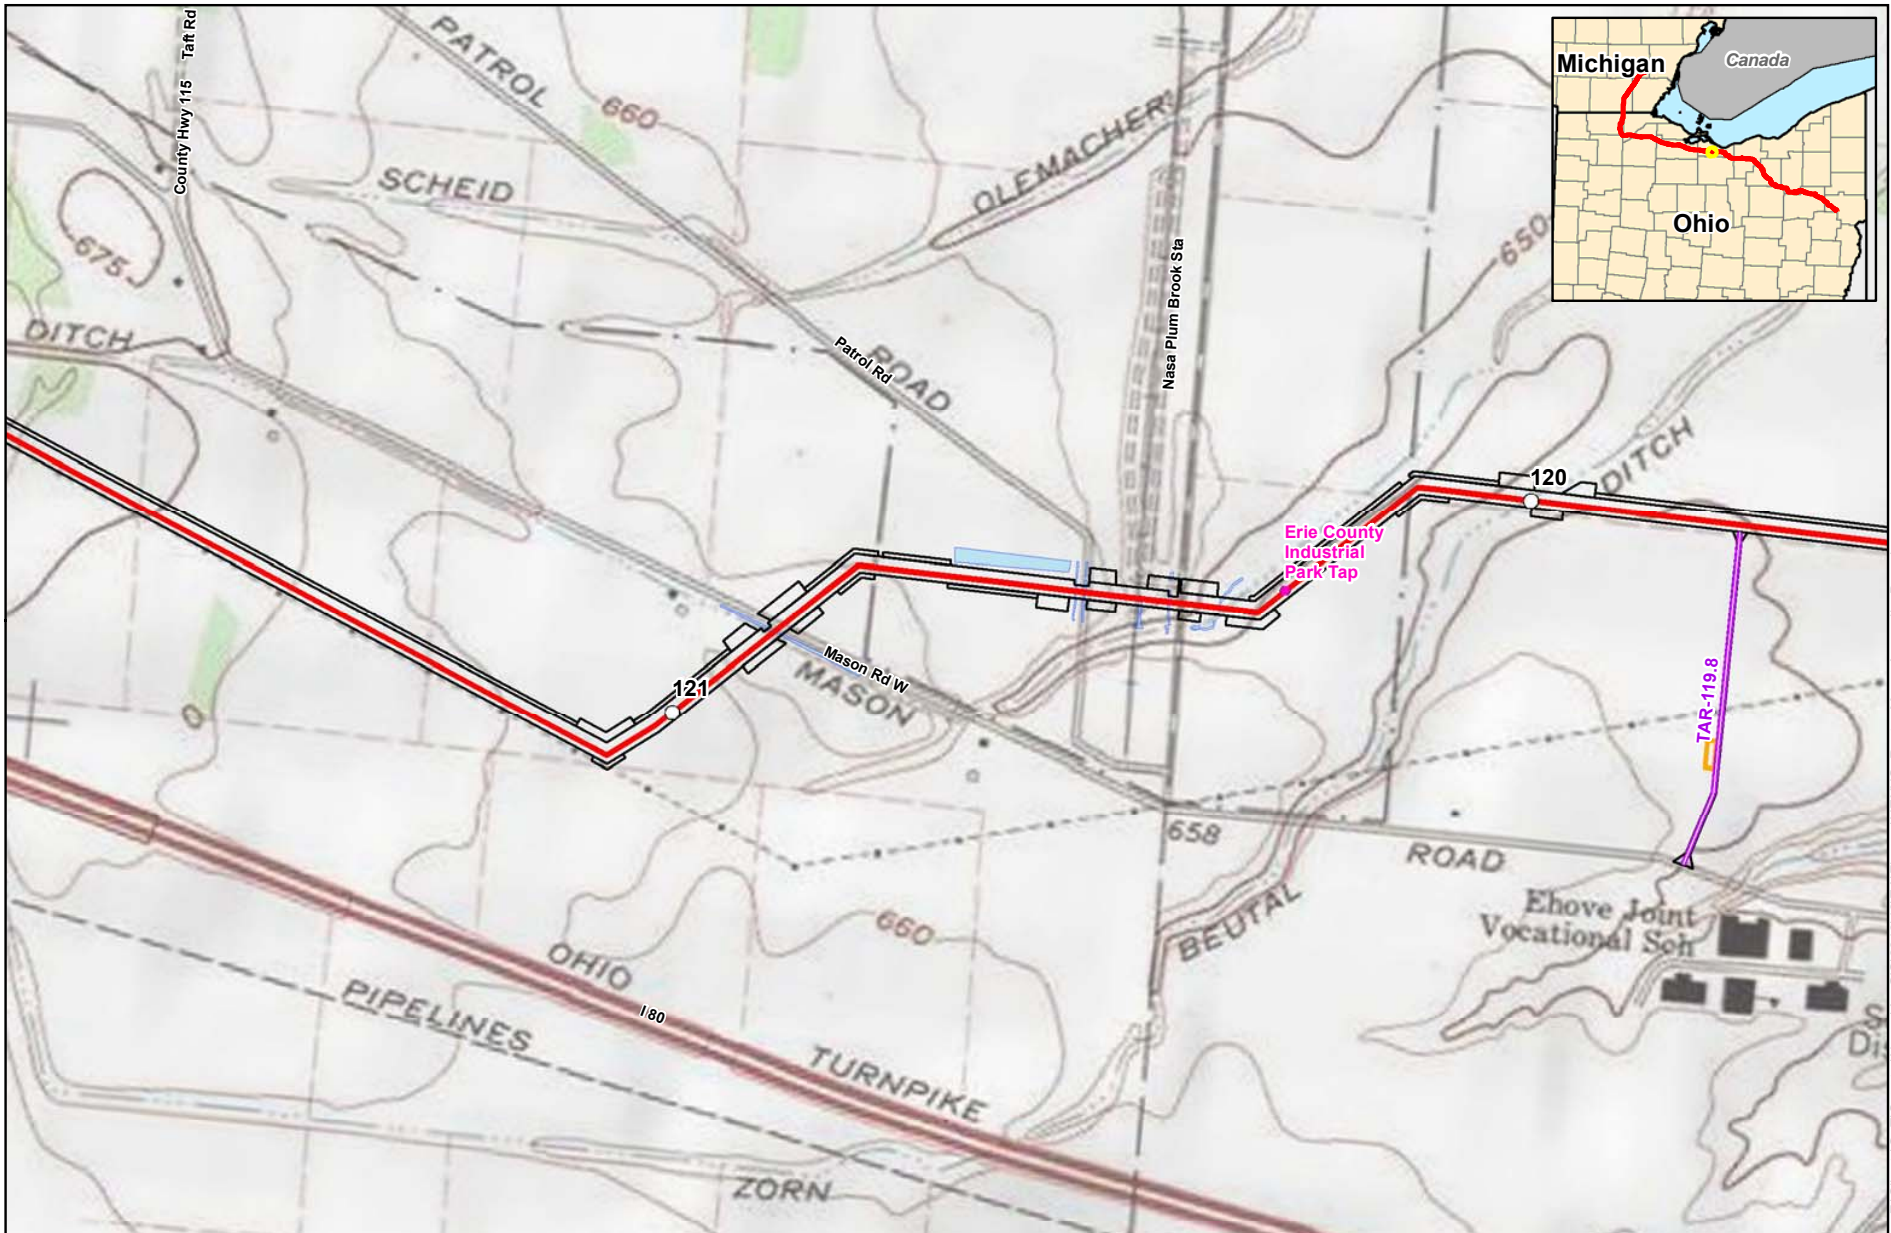 PATROL
County Hwy 115 Taft Rd
660
SCHEID
OLEMACHER
675
DITCH
Patrol Rd
ROAD
Nasa Plum Brook Sta
650
Michigan
Canada
Ohio
120
DITCH
Erie County
Industrial
Park Tap
121
Mason Rd W
MASON
TAR-119.8
658
ROAD
Ehove Joint
Vocational Sch
BEUTAL
660
OHIO
I 80
PIPELINES
TURNPIKE
ZORN